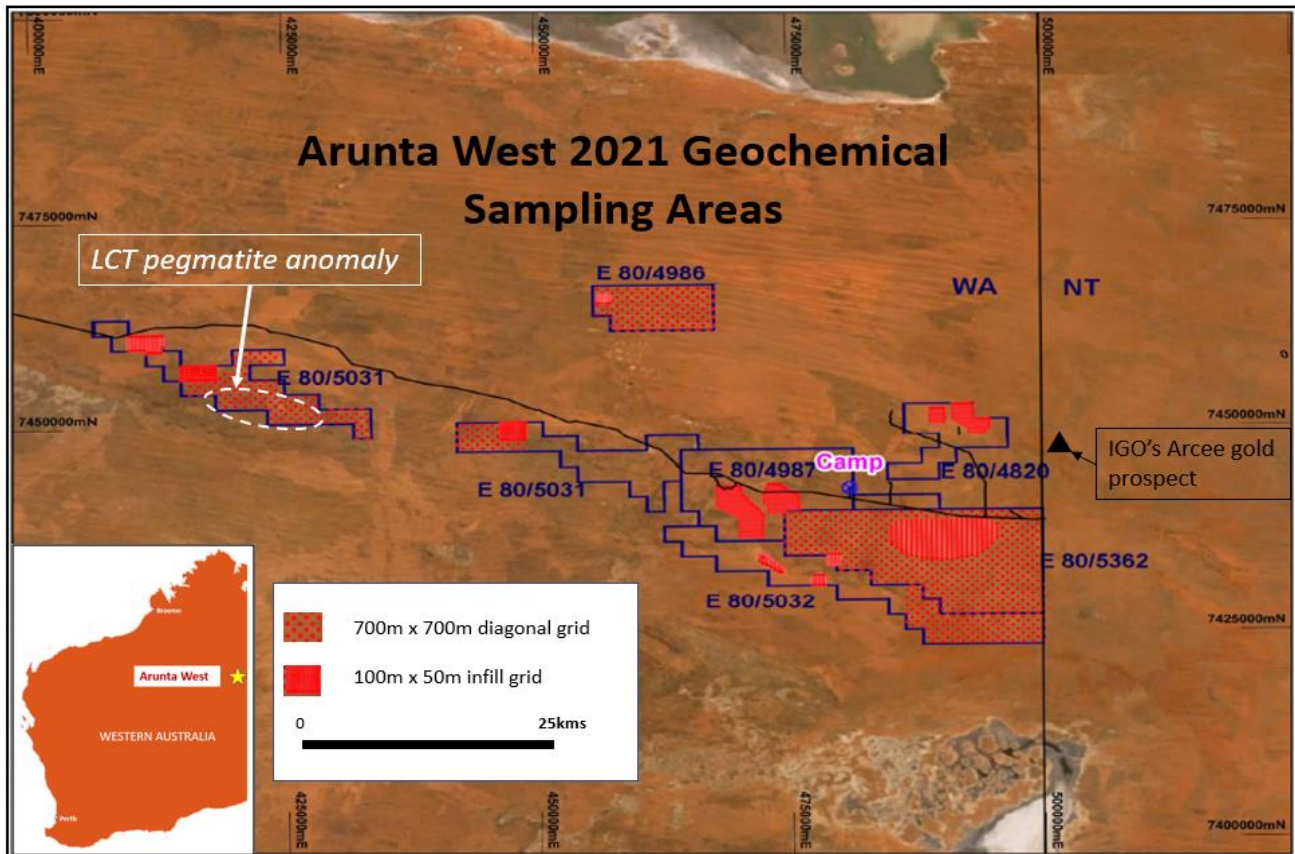 400000mE
425000mE
450000mE
475000mE
500000mE
Arunta West 2021 Geochemical
Sampling Areas
7475000mN
7475000mN
LCT pegmatite anomaly
E 80/4986
WA
NT
E 80/5031
7450000mN
7450000mN
IGO's Arcee gold
prospect
E 80/4987
Camp
E 80/4820
E 80/5031
E 80/5362
E 80/5032
7425000mN
Broome
Arunta West
WESTERN AUSTRALIA
Perth
700m x 700m diagonal grid
100m x 50m infill grid
0
25kms
425000mE
450000mE
475000mE
500000mE
7400000mN